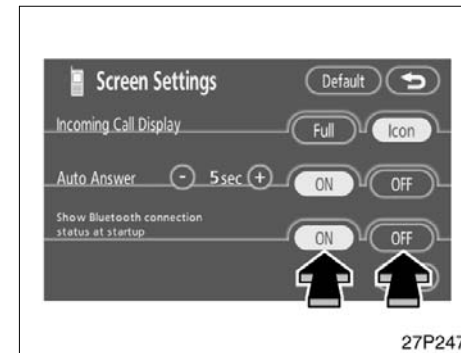 Screen Settings Default
Incoming Call Display Full Icon
Auto Answer - 5sec + ON OFF
Show Bluetooth connection
status at startup ON OFF
27P247